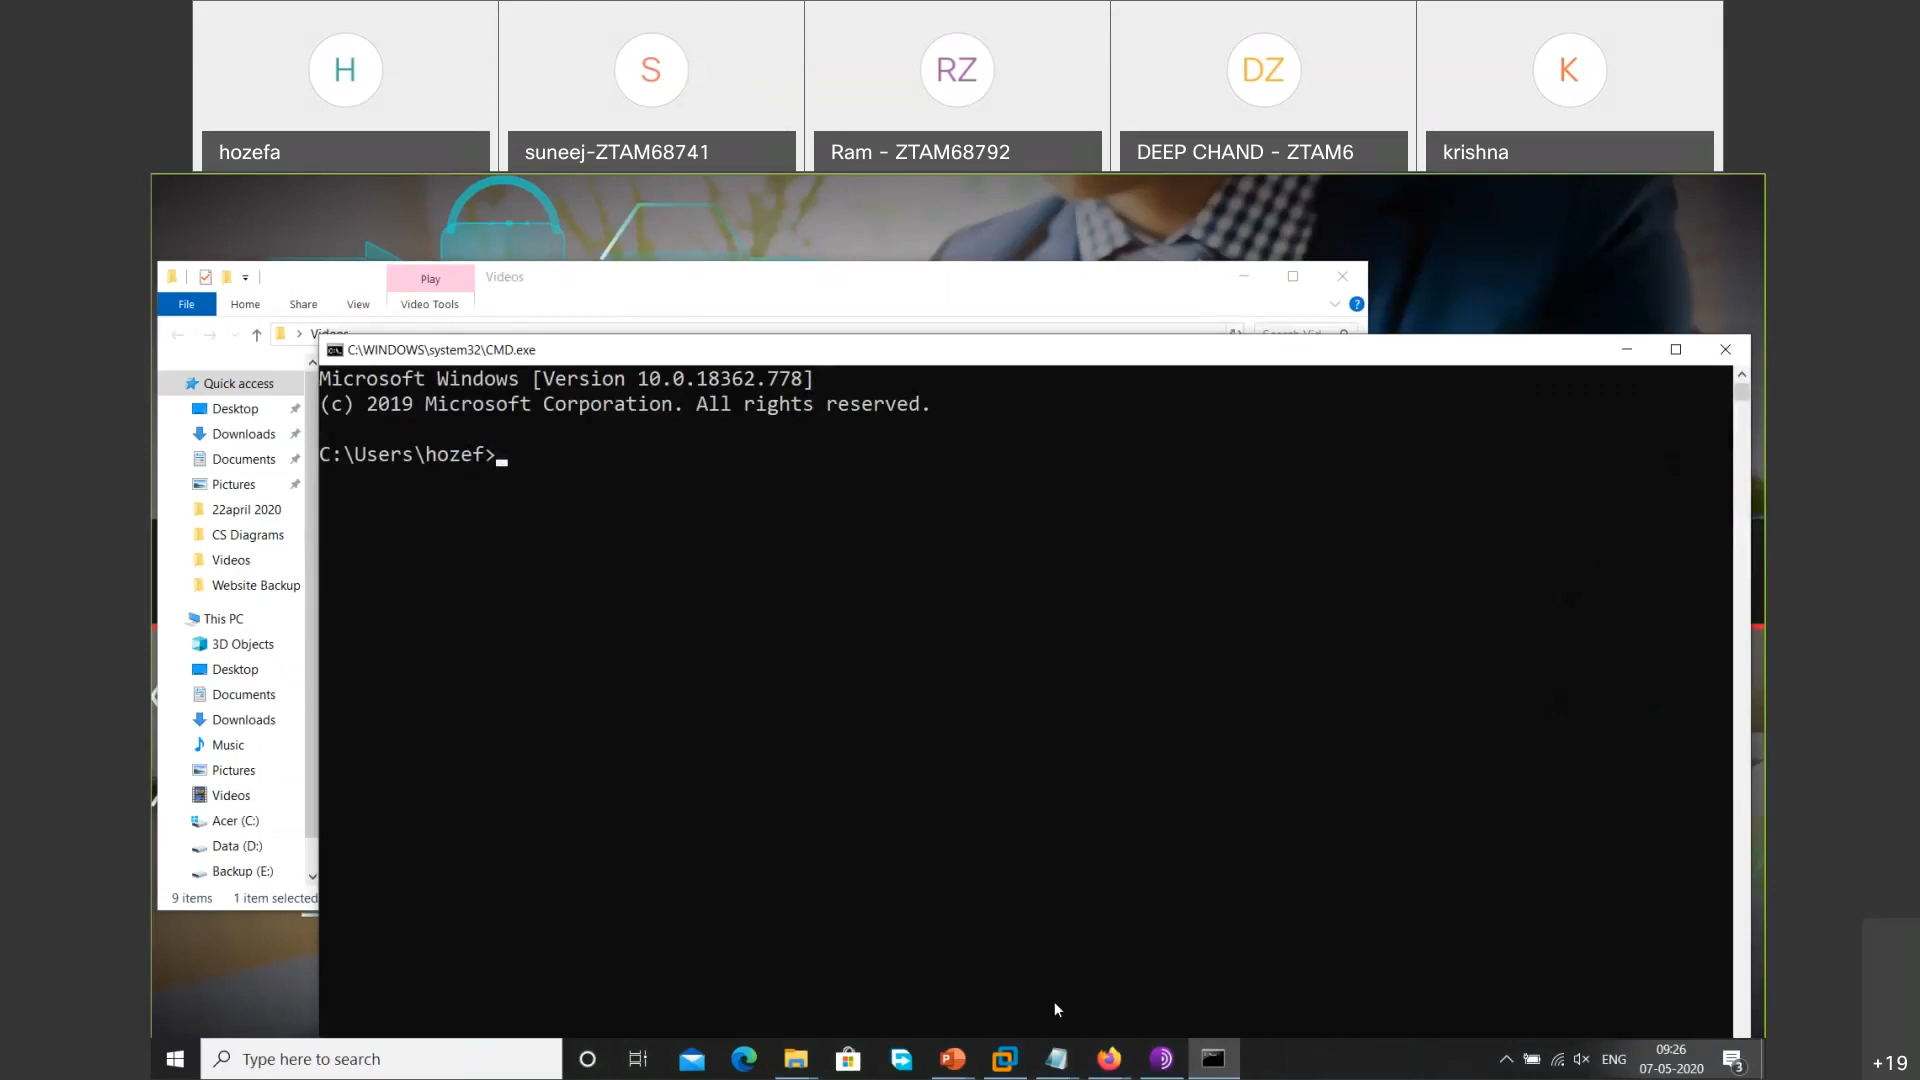 H
S
RZ
DZ
K
hozefa
suneej-ZTAM68741
Ram - ZTAM68792
DEEP CHAND - ZTAM6
krishna
Play
Videos
File
Home
Share
View
Video Tools
?
Videos
C:\WINDOWS\system32\CMD.exe
Microsoft Windows [Version 10.0.18362.778]
(c) 2019 Microsoft Corporation. All rights reserved.
C:\Users\hozef>
Quick access
Desktop
Downloads
Documents
Pictures
22april 2020
CS Diagrams
Videos
Website Backup
This PC
3D Objects
Desktop
Documents
Downloads
Music
Pictures
Videos
Acer (C:)
Data (D:)
Backup (E:)
9 items
1 item selected
Type here to search
ENG
09:26
07-05-2020
3
+19